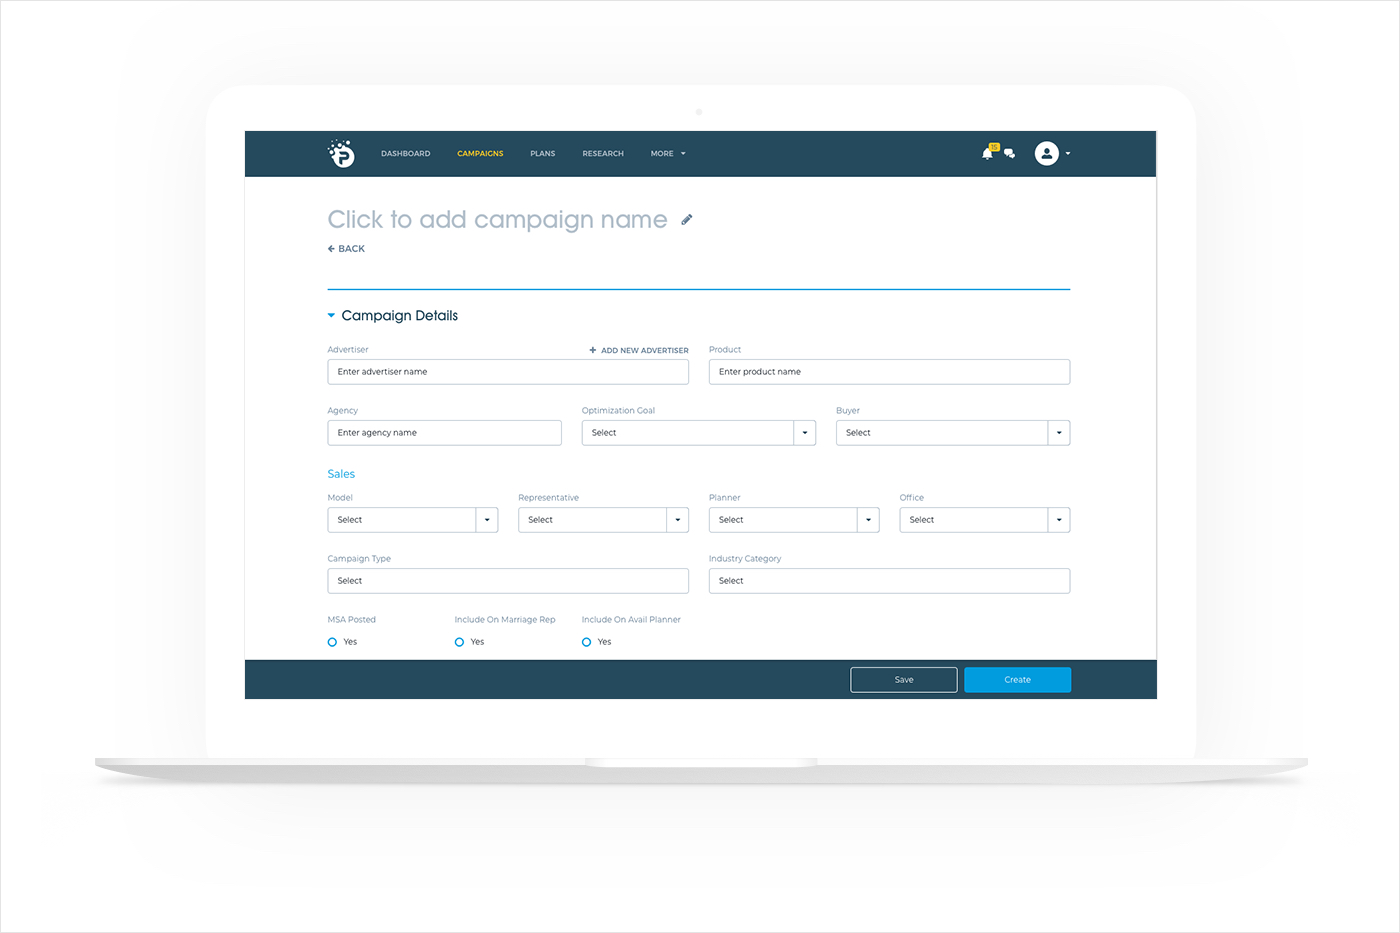 P DASHBOARD CAMPAIGNS PLANS RESEARCH MORE 15
Click to add campaign name
BACK
Campaign Details
Advertiser + ADD NEW ADVERTISER Product
Enter advertiser name Enter product name
Agency Optimization Goal Buyer
Enter agency name Select Select
Sales
Model Representative Planner Office
Select Select Select Select
Campaign Type Industry Category
Select Select
MSA Posted Include On Marriage Rep Include On Avail Planner
Yes Yes Yes
Save Create